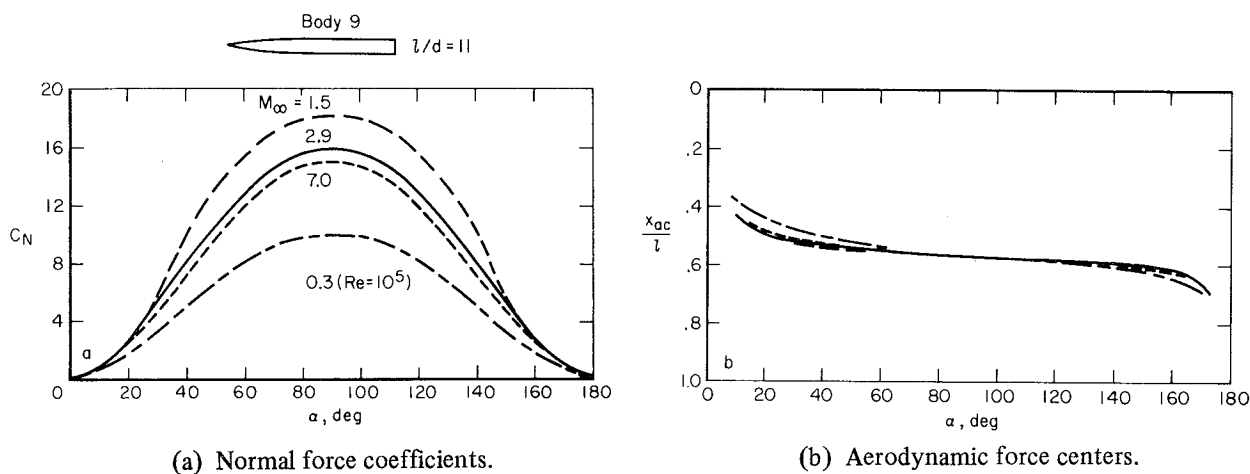 Body 9
l/d = 11
20
16
12
8
4
0
C_N
M∞ = 1.5
2.9
7.0
0.3 (Re=10⁵)
a
0 20 40 60 80 100 120 140 160 180
α, deg
(a) Normal force coefficients.
0
.2
.4
.6
.8
1.0
x_ac
l
b
0 20 40 60 80 100 120 140 160 180
α, deg
(b) Aerodynamic force centers.